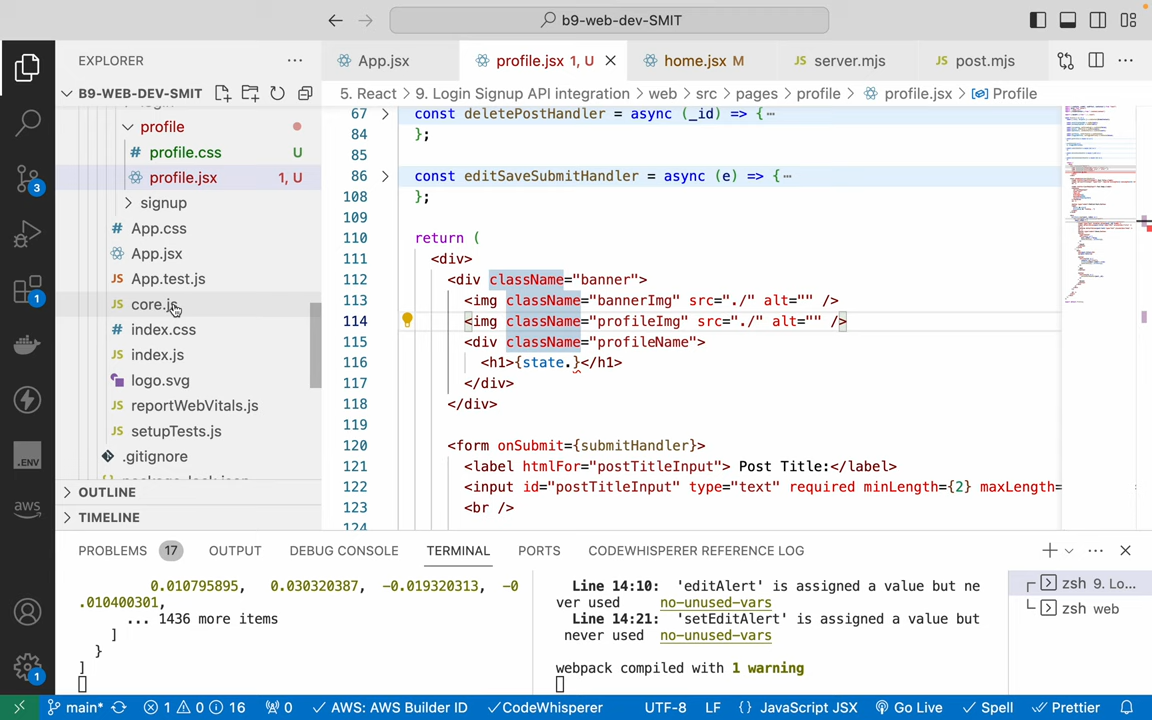 b9-web-dev-SMIT
EXPLORER
App.jsx
profile.jsx 1, U
home.jsx M
server.mjs
post.mjs
B9-WEB-DEV-SMIT
5. React > 9. Login Signup API integration > web > src > pages > profile > profile.jsx > Profile
profile
profile.css U
profile.jsx 1, U
signup
App.css
App.jsx
App.test.js
core.js
index.css
index.js
logo.svg
reportWebVitals.js
setupTests.js
.gitignore
OUTLINE
TIMELINE
67 const deletePostHandler = async (_id) => {…
84 };
85
86 const editSaveSubmitHandler = async (e) => {…
108 };
109
110 return (
111 <div>
112 <div className="banner">
113 <img className="bannerImg" src="./" alt="" />
114 <img className="profileImg" src="./" alt="" />
115 <div className="profileName">
116 <h1>{state.}</h1>
117 </div>
118 </div>
119
120 <form onSubmit={submitHandler}>
121 <label htmlFor="postTitleInput"> Post Title:</label>
122 <input id="postTitleInput" type="text" required minLength={2} maxLength=
123 <br />
124
PROBLEMS 17
OUTPUT
DEBUG CONSOLE
TERMINAL
PORTS
CODEWHISPERER REFERENCE LOG
0.010795895, 0.030320387, -0.019320313, -0
.010400301,
... 1436 more items
]
}
]
Line 14:10: 'editAlert' is assigned a value but ne
ver used no-unused-vars
Line 14:21: 'setEditAlert' is assigned a value but
never used no-unused-vars
webpack compiled with 1 warning
zsh 9. Lo...
zsh web
3
1
.ENV
aws
1
main*
1 0 16
0
AWS: AWS Builder ID
CodeWhisperer
UTF-8
LF
{} JavaScript JSX
Go Live
Spell
Prettier